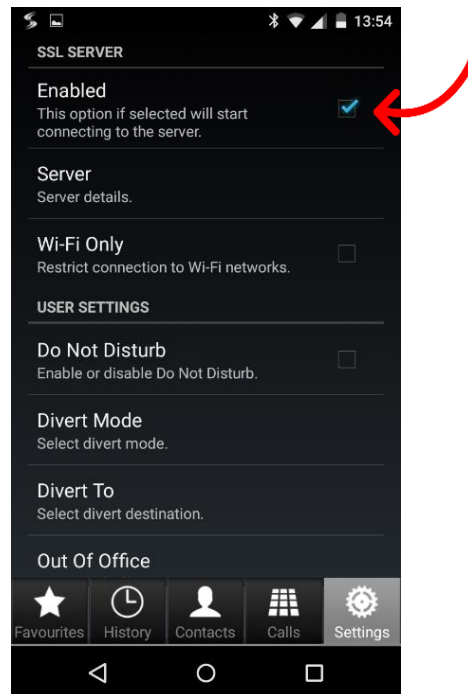 13:54
SSL SERVER
Enabled
This option if selected will start
connecting to the server.
Server
Server details.
Wi-Fi Only
Restrict connection to Wi-Fi networks.
USER SETTINGS
Do Not Disturb
Enable or disable Do Not Disturb.
Divert Mode
Select divert mode.
Divert To
Select divert destination.
Out Of Office
Favourites History Contacts Calls Settings